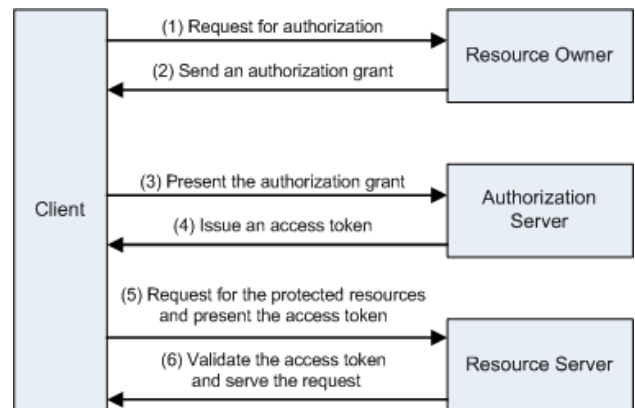 (1) Request for authorization
Resource Owner
(2) Send an authorization grant
(3) Present the authorization grant
Client
Authorization
Server
(4) Issue an access token
(5) Request for the protected resources
and present the access token
(6) Validate the access token
and serve the request
Resource Server